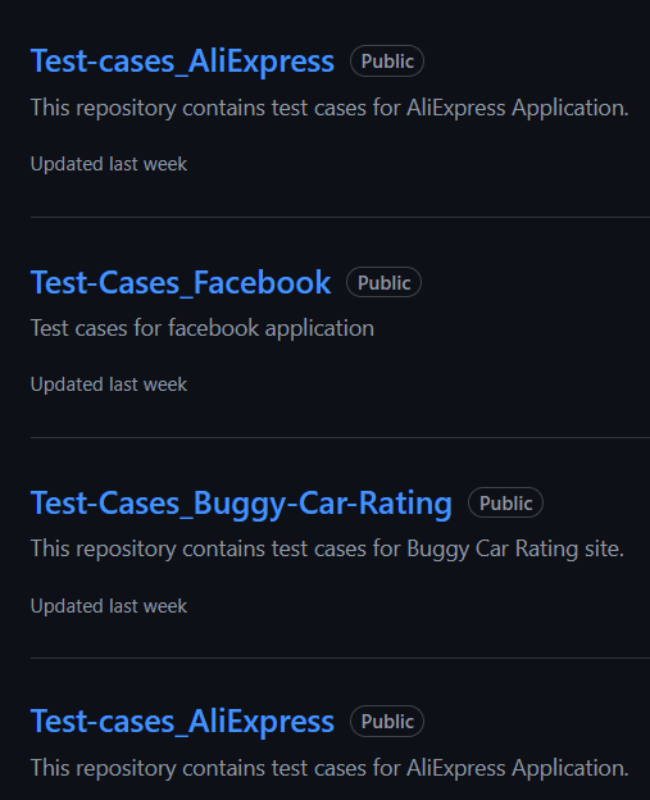 Test-cases_AliExpress Public
This repository contains test cases for AliExpress Application.
Updated last week
Test-Cases_Facebook Public
Test cases for facebook application
Updated last week
Test-Cases_Buggy-Car-Rating Public
This repository contains test cases for Buggy Car Rating site.
Updated last week
Test-cases_AliExpress Public
This repository contains test cases for AliExpress Application.